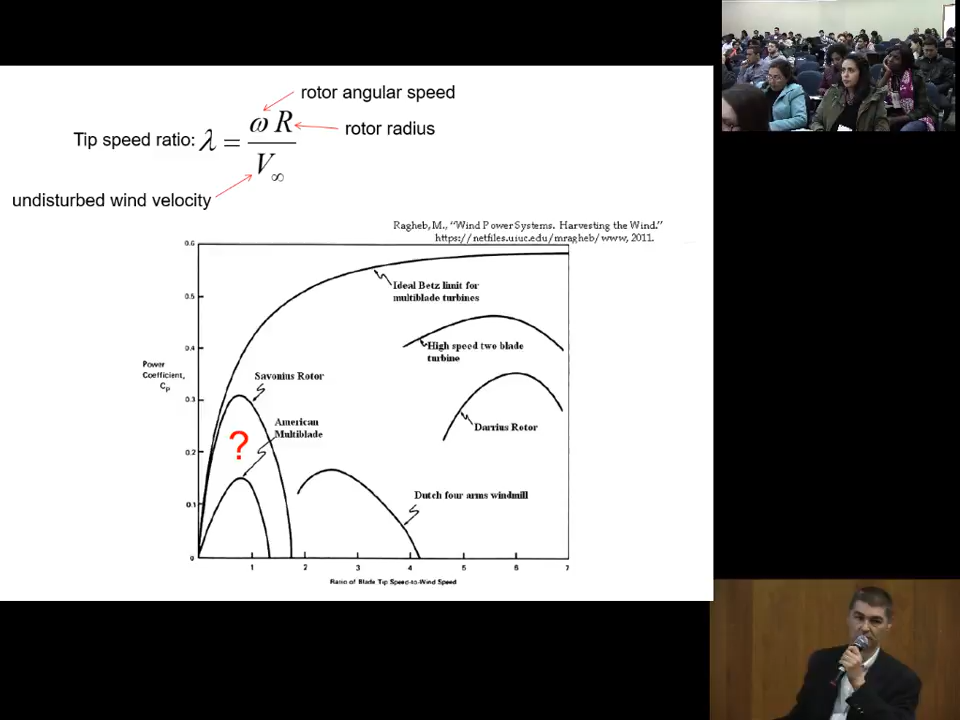 rotor angular speed
Tip speed ratio: λ = ω R / V∞
rotor radius
undisturbed wind velocity
Ragheb, M., "Wind Power Systems. Harvesting the Wind."
https://netfiles.uiuc.edu/mragheb/www, 2011.
0.6
Ideal Betz limit for
multiblade turbines
0.5
High speed two blade
turbine
0.4
Power
Coefficient,
Cp
Savonius Rotor
0.3
American
Multiblade
?
Darrius Rotor
0.2
Dutch four arms windmill
0.1
0
1 2 3 4 5 6 7
Ratio of Blade Tip Speed-to-Wind Speed